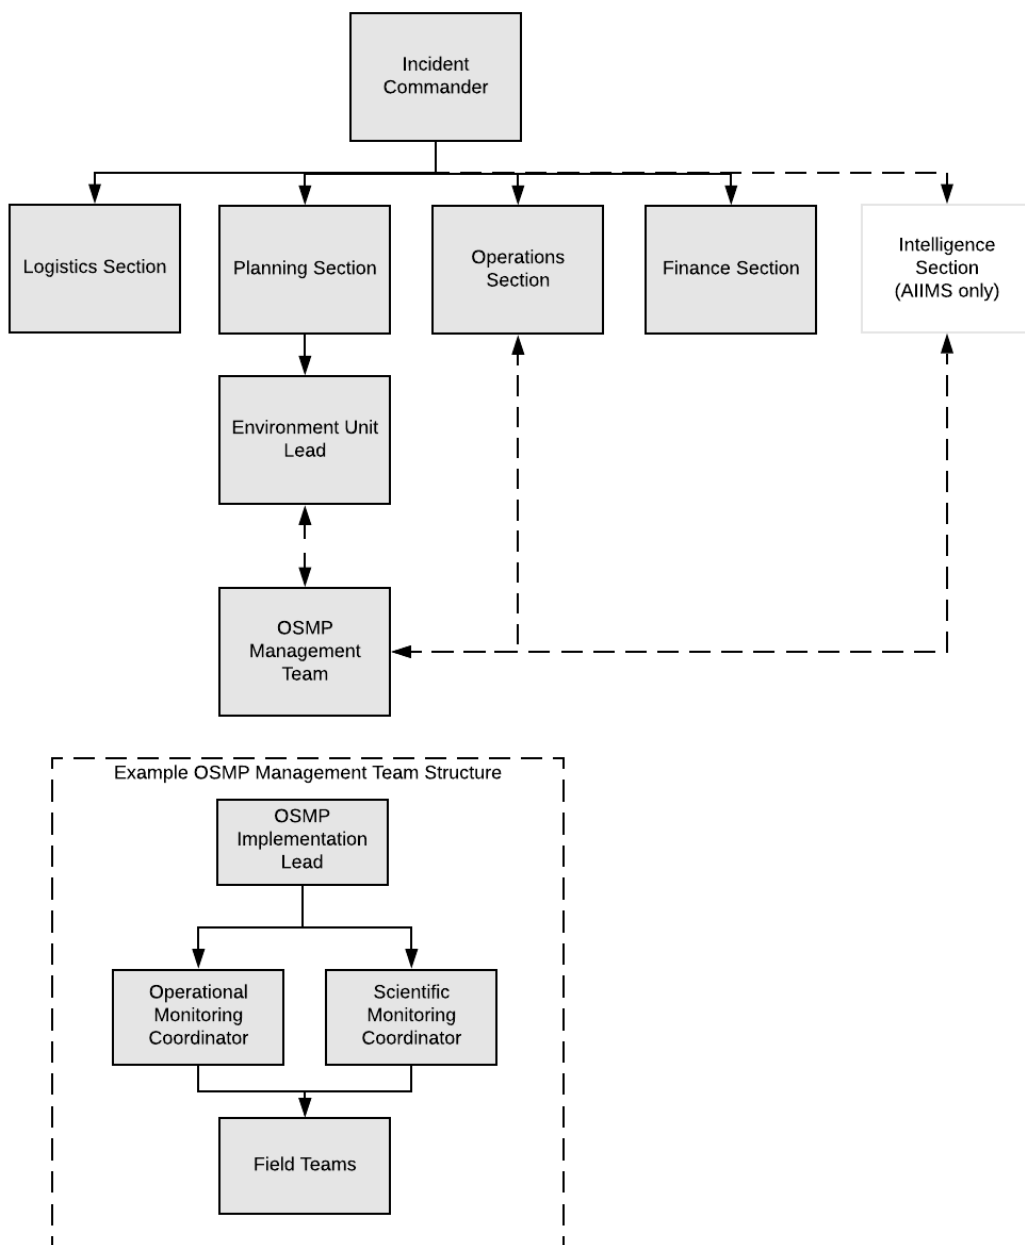 Incident
Commander
Logistics Section
Planning Section
Operations
Section
Finance Section
Intelligence
Section
(AIIMS only)
Environment Unit
Lead
OSMP
Management
Team
Example OSMP Management Team Structure
OSMP
Implementation
Lead
Operational
Monitoring
Coordinator
Scientific
Monitoring
Coordinator
Field Teams